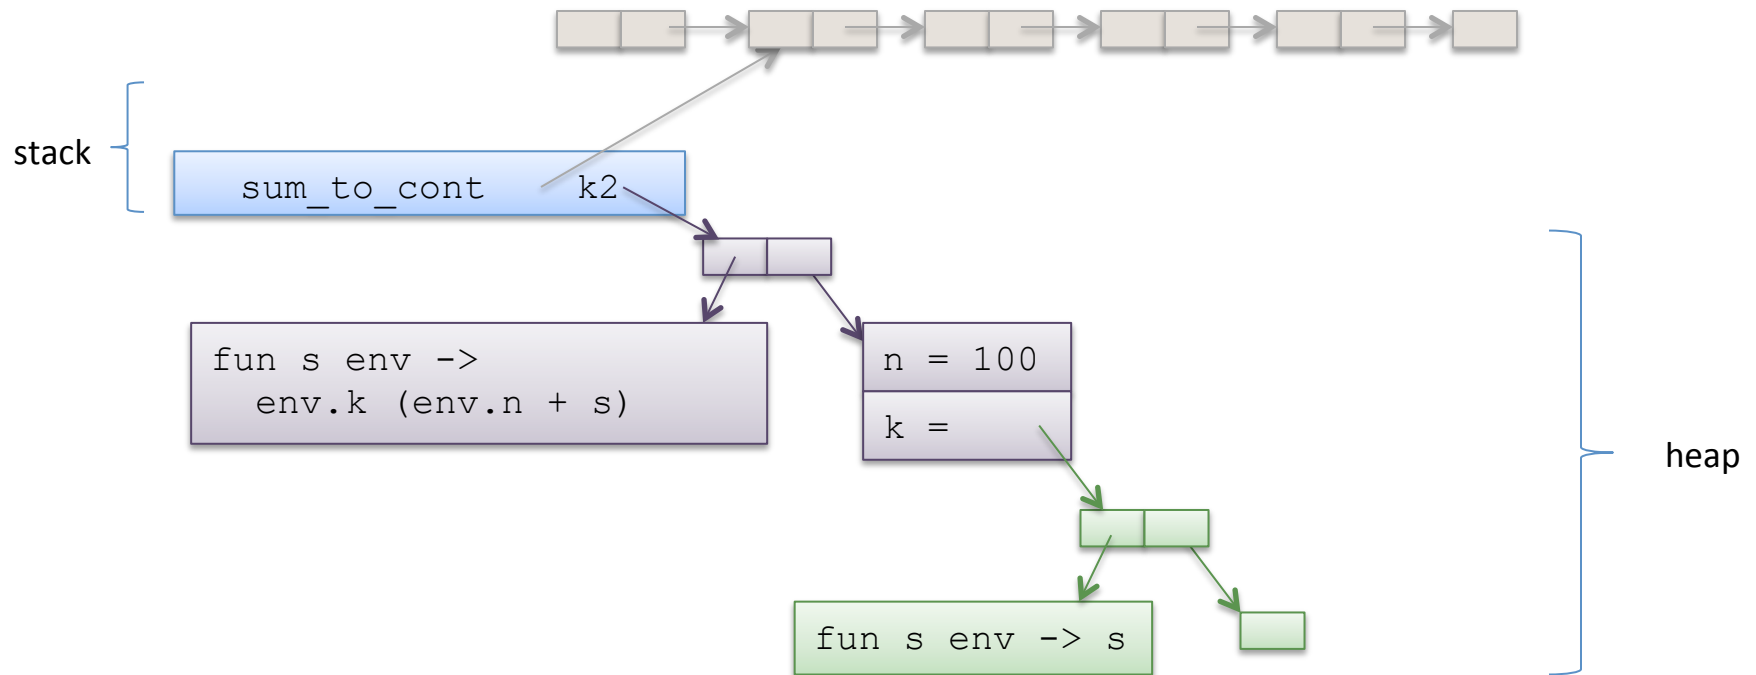 stack
sum_to_cont k2
fun s env ->
env.k (env.n + s)
n = 100
k =
heap
fun s env -> s